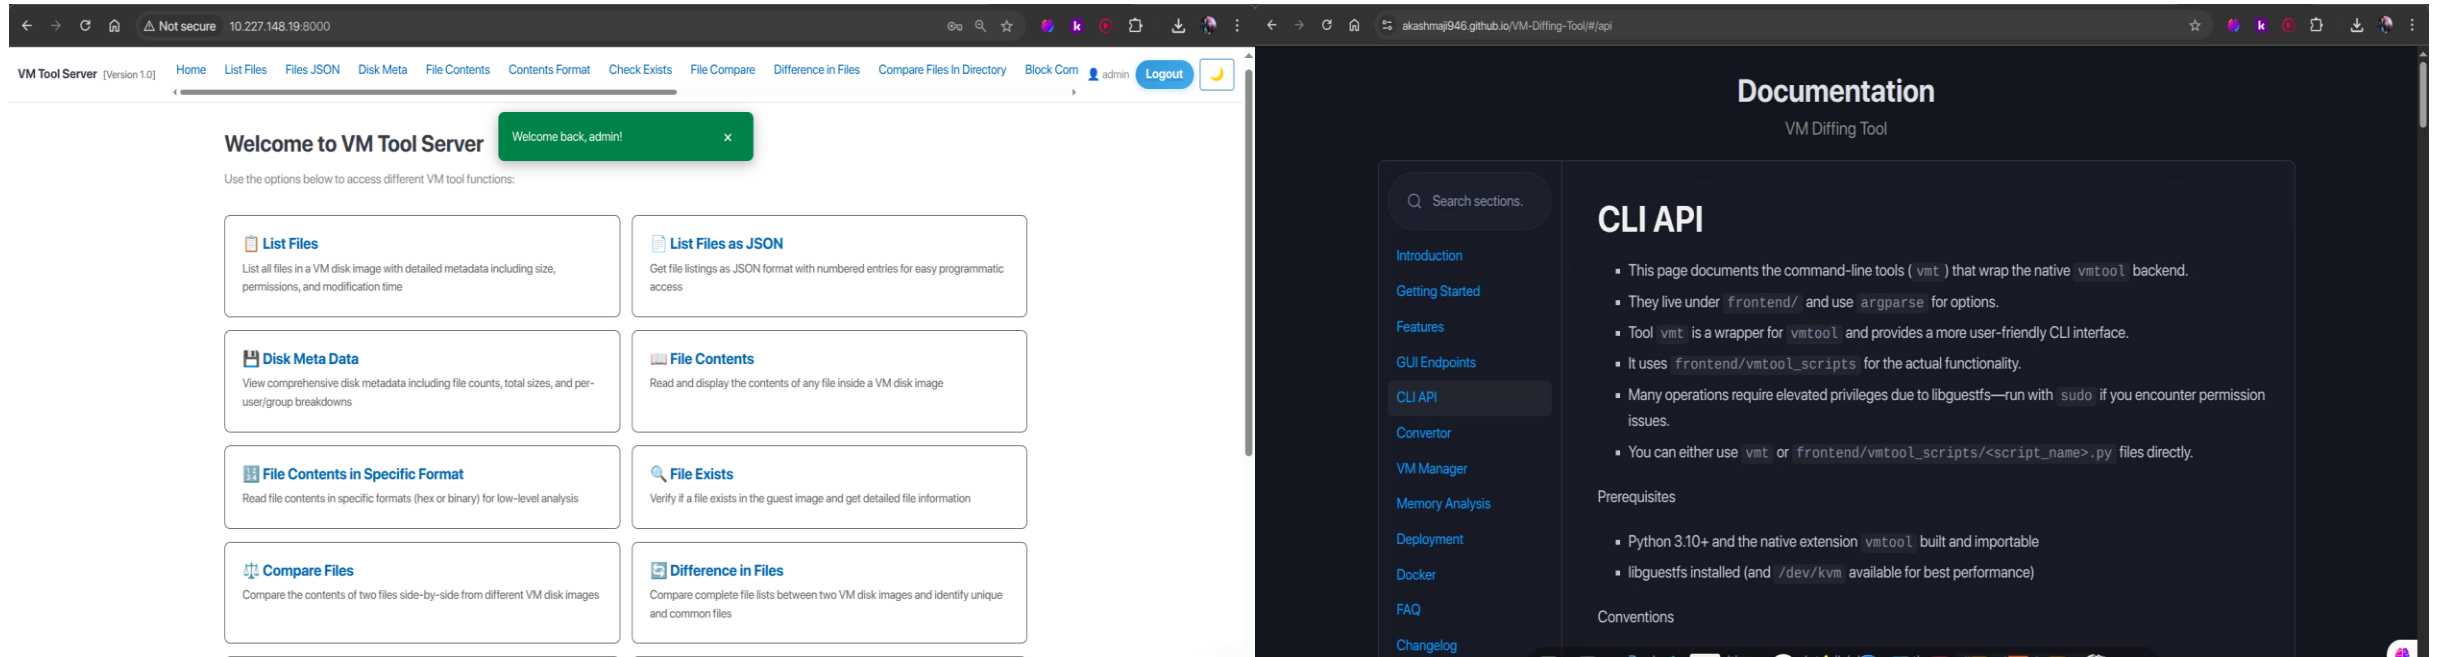 Not secure 10.227.148.19:8000
VM Tool Server [Version 1.0] Home List Files Files JSON Disk Meta File Contents Contents Format Check Exists File Compare Difference in Files Compare Files In Directory Block Com admin Logout
Welcome back, admin! ×
Welcome to VM Tool Server
Use the options below to access different VM tool functions:
List Files
List all files in a VM disk image with detailed metadata including size,
permissions, and modification time
List Files as JSON
Get file listings as JSON format with numbered entries for easy programmatic
access
Disk Meta Data
View comprehensive disk metadata including file counts, total sizes, and per-
user/group breakdowns
File Contents
Read and display the contents of any file inside a VM disk image
File Contents in Specific Format
Read file contents in specific formats (hex or binary) for low-level analysis
File Exists
Verify if a file exists in the guest image and get detailed file information
Compare Files
Compare the contents of two files side-by-side from different VM disk images
Difference in Files
Compare complete file lists between two VM disk images and identify unique
and common files
akashmaji946.github.io/VM-Diffing-Tool/#/api
Documentation
VM Diffing Tool
Search sections.
Introduction
Getting Started
Features
GUI Endpoints
CLI API
Convertor
VM Manager
Memory Analysis
Deployment
Docker
FAQ
Changelog
CLI API
▪ This page documents the command-line tools ( vmt ) that wrap the native vmtool backend.
▪ They live under frontend/ and use argparse for options.
▪ Tool vmt is a wrapper for vmtool and provides a more user-friendly CLI interface.
▪ It uses frontend/vmtool_scripts for the actual functionality.
▪ Many operations require elevated privileges due to libguestfs—run with sudo if you encounter permission
issues.
▪ You can either use vmt or frontend/vmtool_scripts/<script_name>.py files directly.
Prerequisites
▪ Python 3.10+ and the native extension vmtool built and importable
▪ libguestfs installed (and /dev/kvm available for best performance)
Conventions